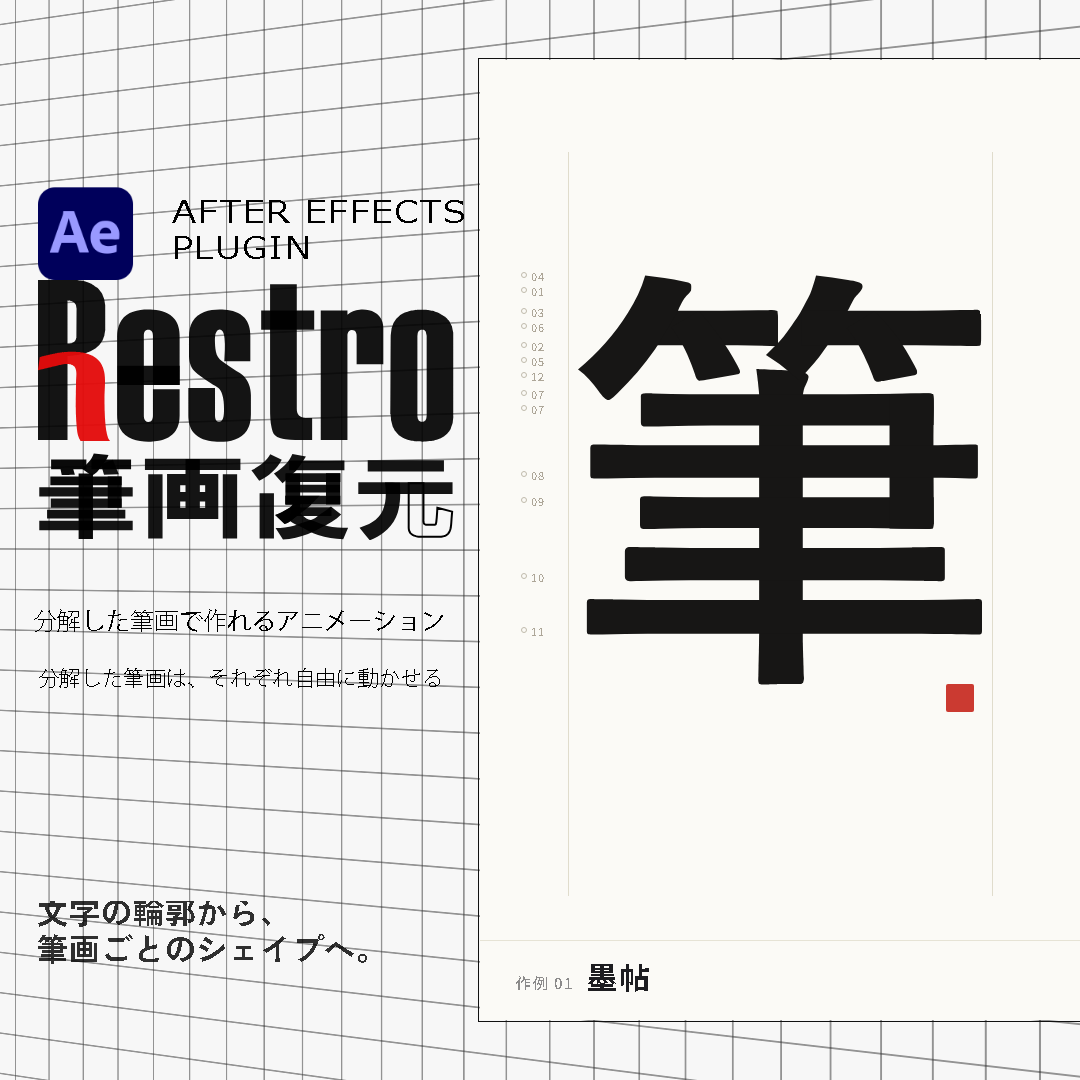 Ae
AFTER EFFECTS
PLUGIN
Restro
筆画復元
分解した筆画で作れるアニメーション
分解した筆画は、それぞれ自由に動かせる
文字の輪郭から、
筆画ごとのシェイプへ。
04
01
03
06
02
05
12
07
07
08
09
10
11
筆
作例 01 墨帖